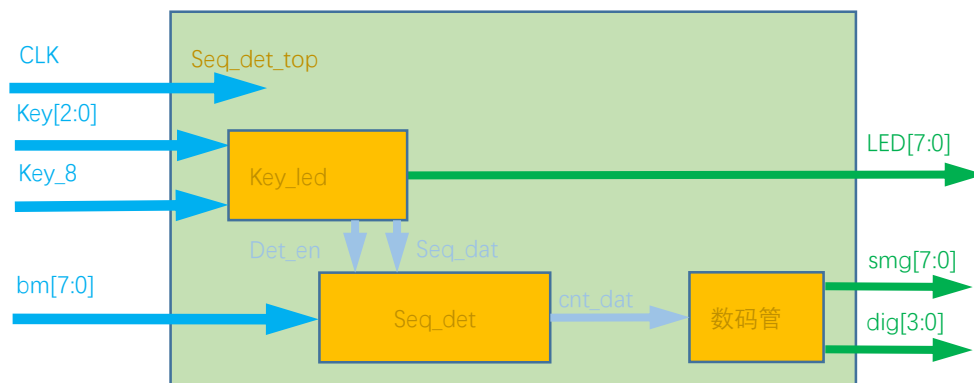 CLK
Seq_det_top
Key[2:0]
LED[7:0]
Key_8
Key_led
Det_en
Seq_dat
smg[7:0]
bm[7:0]
cnt_dat
Seq_det
数码管
dig[3:0]